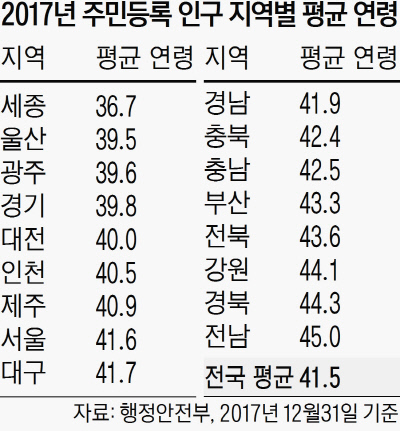 2017년 주민등록 인구 지역별 평균 연령
지역 평균 연령 지역 평균 연령
세종 36.7 경남 41.9
울산 39.5 충북 42.4
광주 39.6 충남 42.5
경기 39.8 부산 43.3
대전 40.0 전북 43.6
인천 40.5 강원 44.1
제주 40.9 경북 44.3
서울 41.6 전남 45.0
대구 41.7 전국 평균 41.5
자료: 행정안전부, 2017년 12월31일 기준